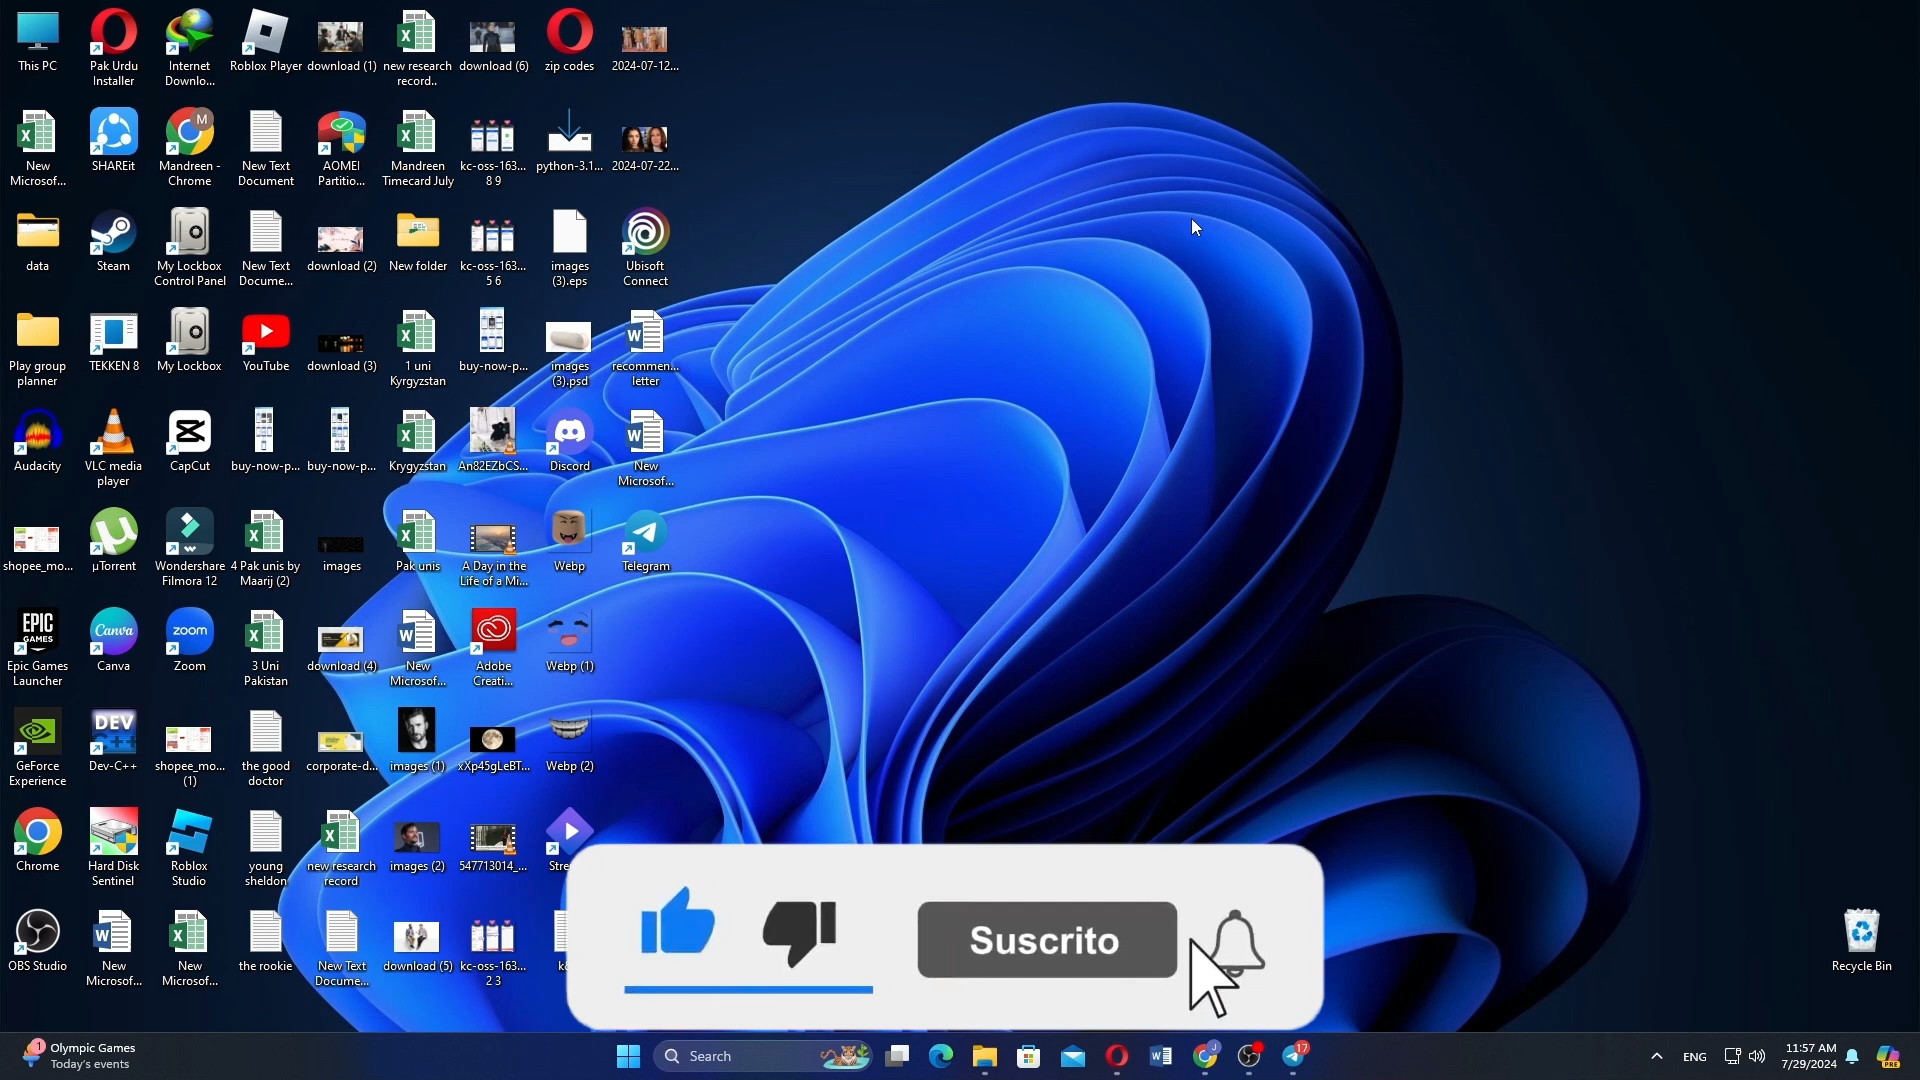 This PC
Pak Urdu
Installer
Internet
Downlo...
Roblox Player
download (1)
new research
record..
download (6)
zip codes
2024-07-12...
New
Microsof...
SHAREit
M
Mandreen -
Chrome
New Text
Document
AOMEI
Partitio...
Mandreen
Timecard July
kc-oss-163...
8 9
python-3.1...
2024-07-22...
data
Steam
My Lockbox
Control Panel
New Text
Docume...
download (2)
New folder
kc-oss-163...
5 6
images
(3).eps
Ubisoft
Connect
Play group
planner
TEKKEN 8
My Lockbox
YouTube
download (3)
1 uni
Kyrgyzstan
buy-now-p...
images
(3).psd
recommen...
letter
Audacity
VLC media
player
CapCut
buy-now-p...
buy-now-p...
Krygyzstan
An82EZbCS...
Discord
New
Microsof...
shopee_mo...
µTorrent
Wondershare
Filmora 12
4 Pak unis by
Maarij (2)
images
Pak unis
A Day in the
Life of a Mi...
Webp
Telegram
EPIC
GAMES
Epic Games
Launcher
Canva
Canva
zoom
Zoom
3 Uni
Pakistan
download (4)
New
Microsof...
Adobe
Creati...
Webp (1)
GeForce
Experience
DEV
C++
Dev-C++
shopee_mo...
(1)
the good
doctor
corporate-d...
images (1)
xXp45gLeBT...
Webp (2)
Chrome
Hard Disk
Sentinel
Roblox
Studio
young
sheldon
new research
record
images (2)
547713014_...
Stre
OBS Studio
New
Microsof...
New
Microsof...
the rookie
New Text
Docume...
download (5)
kc-oss-163...
2 3
Suscrito
Recycle Bin
1
Olympic Games
Today's events
Search
J
17
ENG
11:57 AM
7/29/2024
PRE